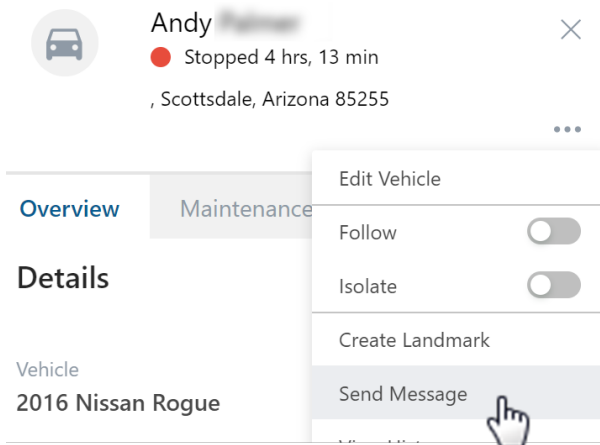 Andy
Stopped 4 hrs, 13 min
, Scottsdale, Arizona 85255
Edit Vehicle
Overview
Maintenance
Follow
Isolate
Details
Create Landmark
Vehicle
Send Message
2016 Nissan Rogue